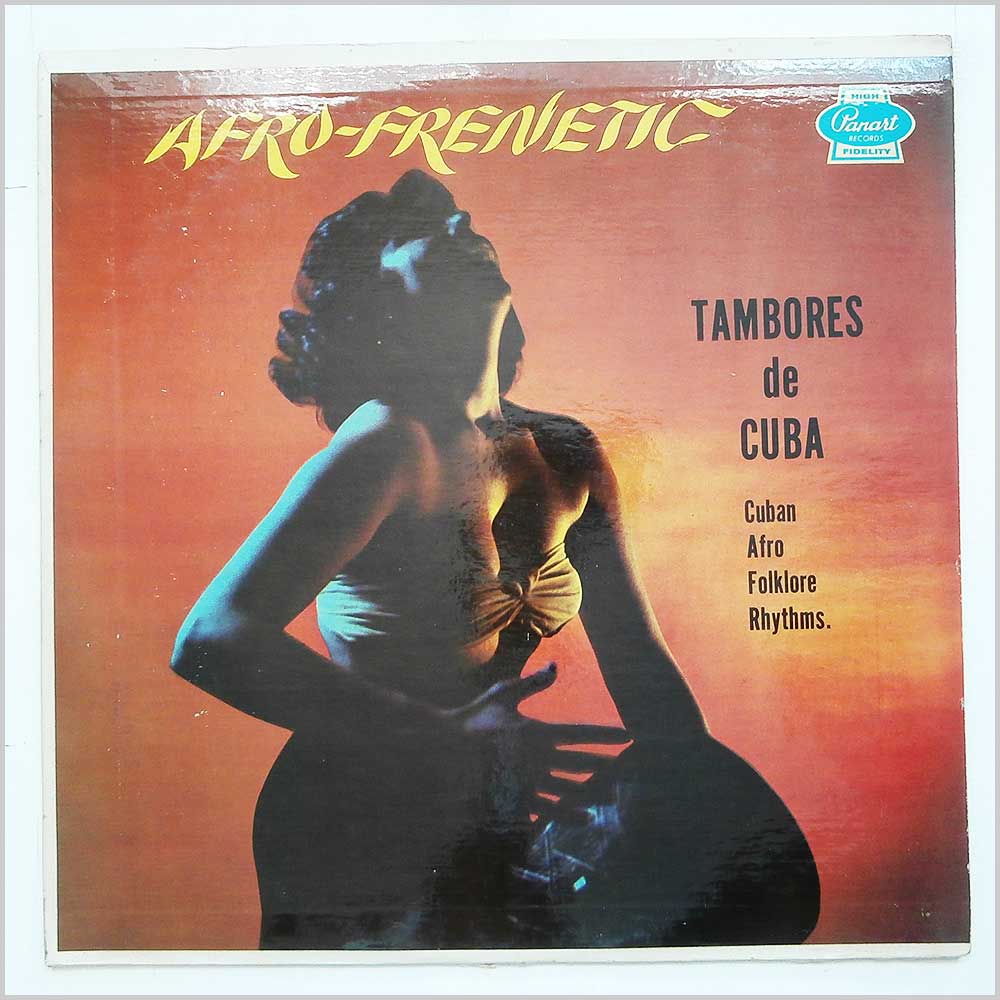 AFRO-FRENETIC
HIGH
Panart
RECORDS
FIDELITY
TAMBORES
de
CUBA
Cuban
Afro
Folklore
Rhythms.